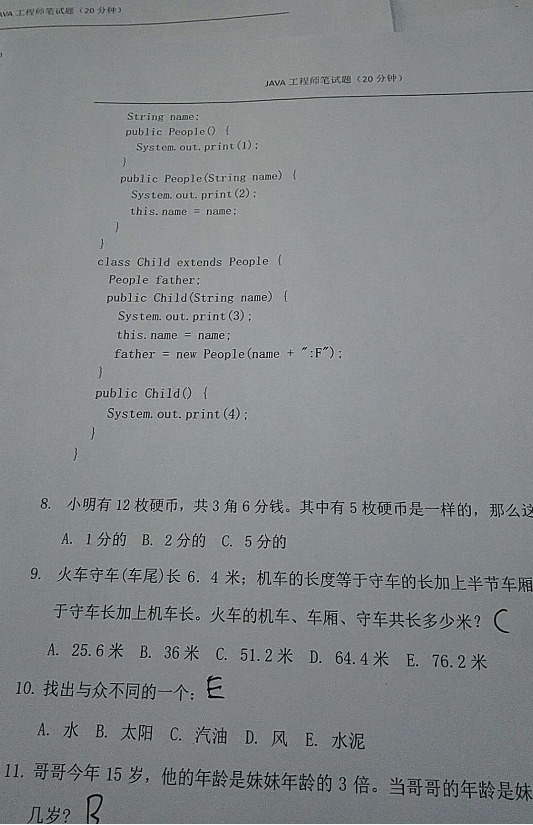 JAVA 工程师笔试题（20 分钟）
JAVA 工程师笔试题（20 分钟）
String name;
public People() {
System.out.print(1);
}
public People(String name) {
System.out.print(2);
this.name = name;
}
}
class Child extends People {
People father;
public Child(String name) {
System.out.print(3);
this.name = name;
father = new People(name + ":F");
}
public Child() {
System.out.print(4);
}
}
8. 小明有 12 枚硬币，共 3 角 6 分钱。其中有 5 枚硬币是一样的，那么这
A. 1 分的 B. 2 分的 C. 5 分的
9. 火车守车(车尾)长 6. 4 米；机车的长度等于守车的长加上半节车厢
于守车长加上机车长。火车的机车、车厢、守车共长多少米？ C
A. 25.6 米 B. 36 米 C. 51.2 米 D. 64.4 米 E. 76.2 米
10. 找出与众不同的一个： E
A. 水 B. 太阳 C. 汽油 D. 风 E. 水泥
11. 哥哥今年 15 岁，他的年龄是妹妹年龄的 3 倍。当哥哥的年龄是妹
几岁？ B